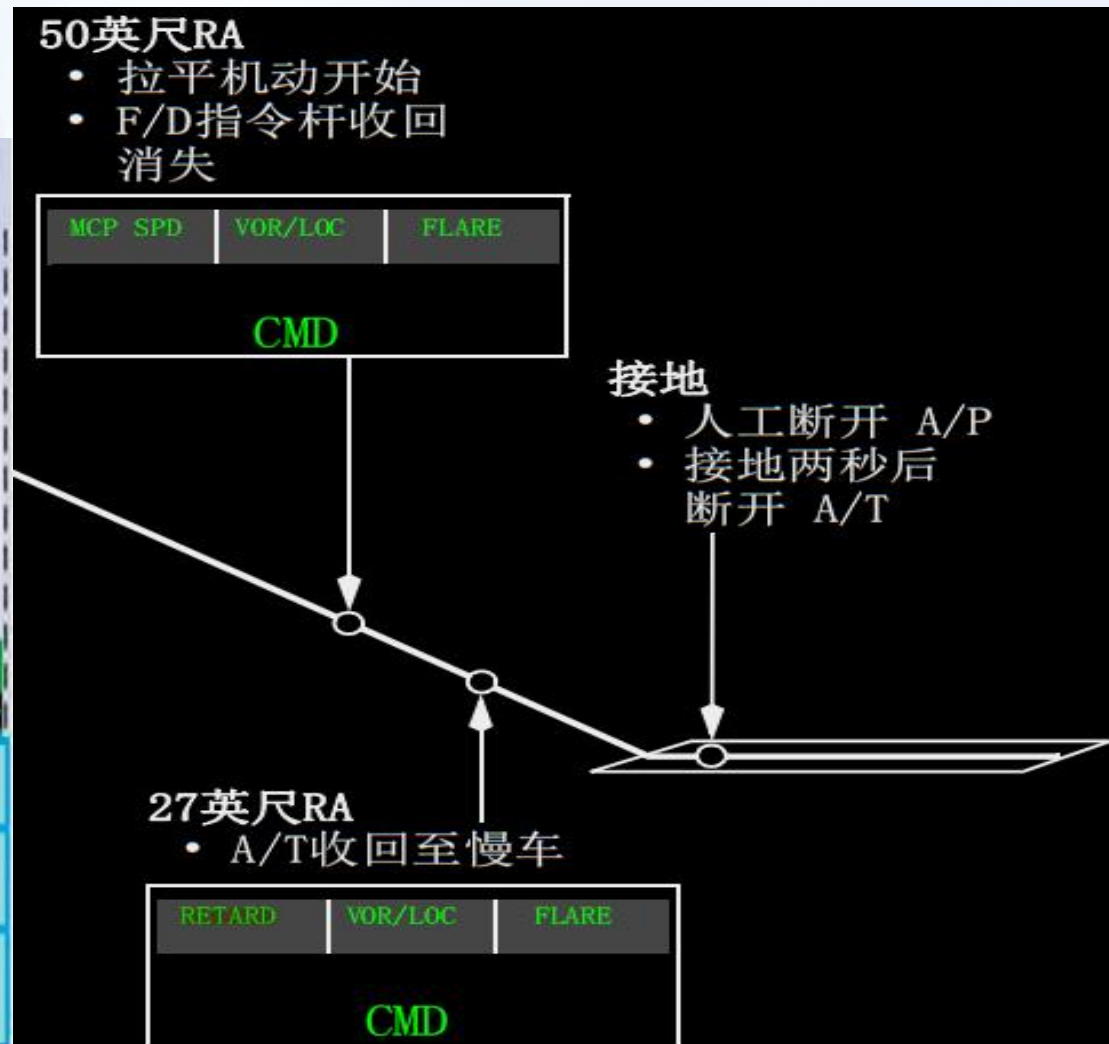 50英尺RA
• 拉平机动开始
• F/D指令杆收回
消失
MCP SPD VOR/LOC FLARE
CMD
接地
• 人工断开 A/P
• 接地两秒后
断开 A/T
27英尺RA
• A/T收回至慢车
RETARD VOR/LOC FLARE
CMD